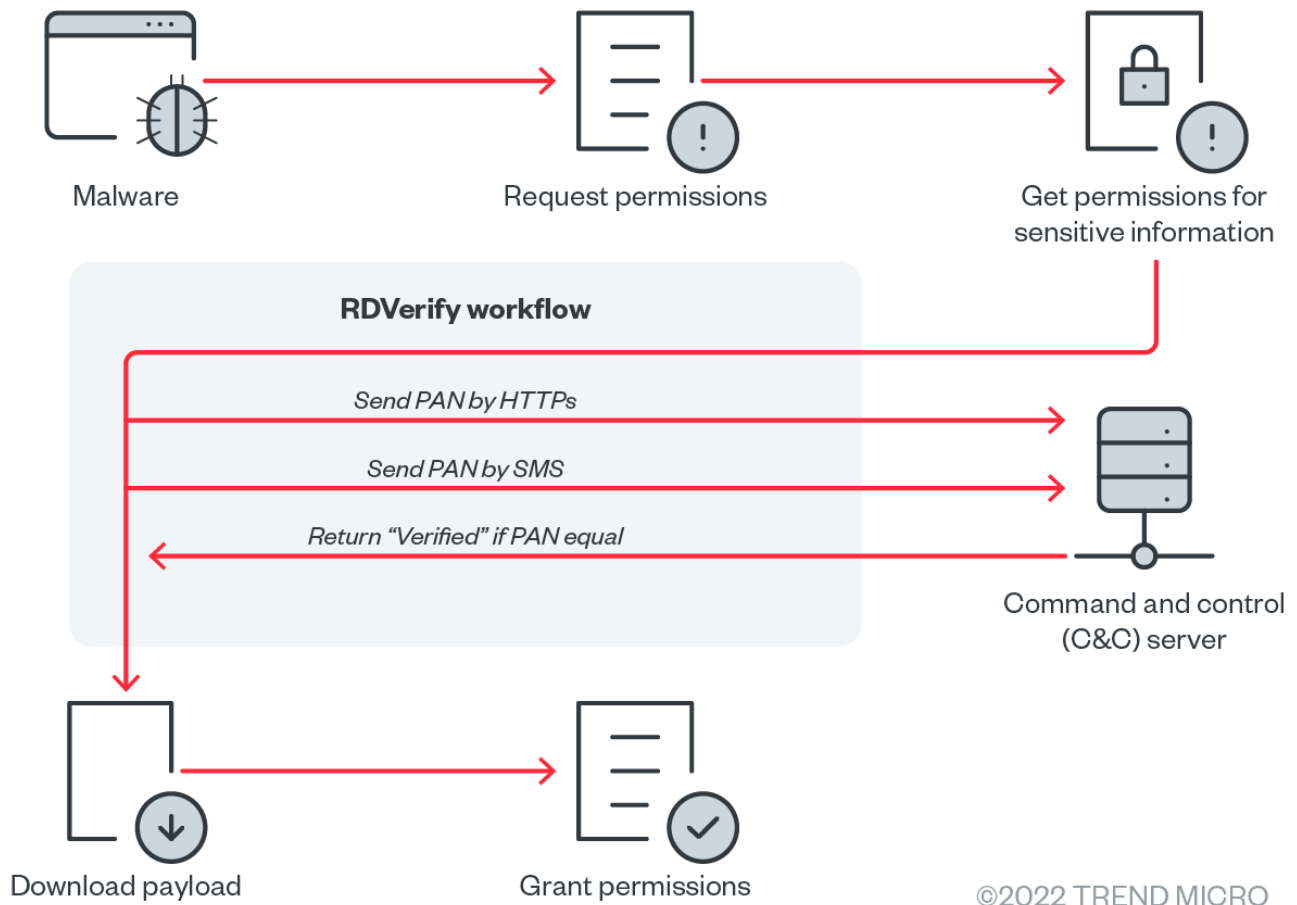 Malware
Request permissions
Get permissions for
sensitive information
RDVerify workflow
Send PAN by HTTPs
Send PAN by SMS
Return “Verified” if PAN equal
Command and control
(C&C) server
Download payload
Grant permissions
©2022 TREND MICRO